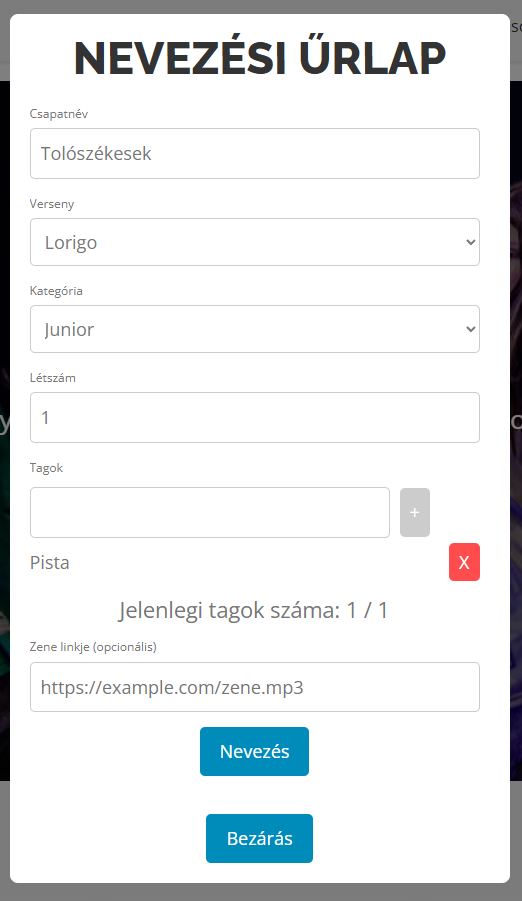 NEVEZÉSI ŰRLAP
Csapatnév
Tolószékesek
Verseny
Lorigo
Kategória
Junior
Létszám
1
Tagok
+
Pista
X
Jelenlegi tagok száma: 1 / 1
Zene linkje (opcionális)
https://example.com/zene.mp3
Nevezés
Bezárás